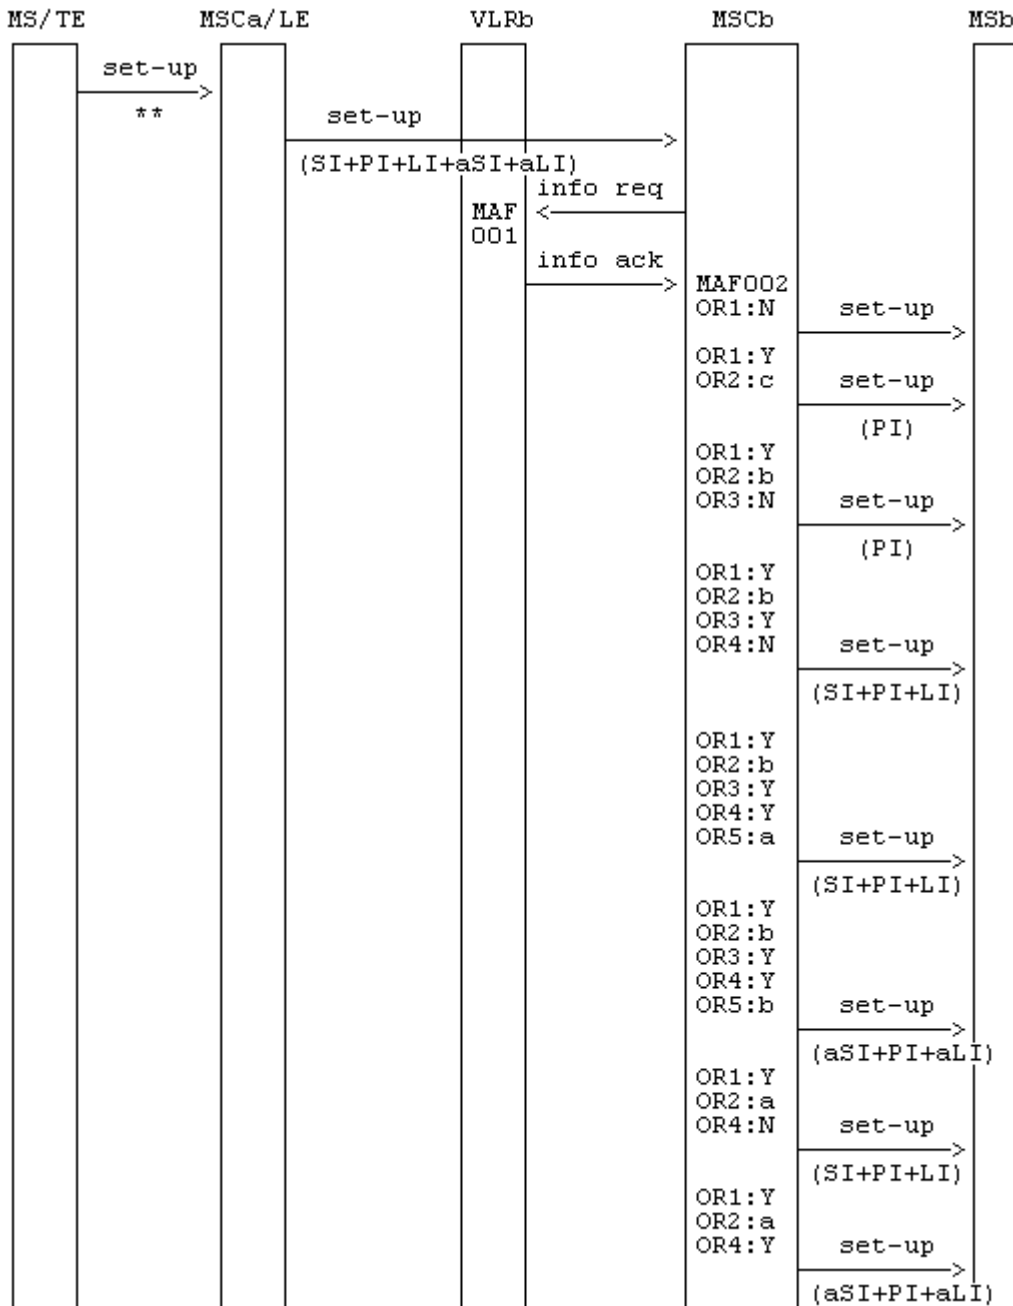 MS/TE MSCa/LE VLRb MSCb MSb
set-up
**
set-up
(SI+PI+LI+aSI+aLI)
info req
MAF
001
info ack
MAF002
OR1:N set-up
OR1:Y
OR2:c set-up
(PI)
OR1:Y
OR2:b
OR3:N set-up
(PI)
OR1:Y
OR2:b
OR3:Y
OR4:N set-up
(SI+PI+LI)
OR1:Y
OR2:b
OR3:Y
OR4:Y
OR5:a set-up
(SI+PI+LI)
OR1:Y
OR2:b
OR3:Y
OR4:Y
OR5:b set-up
(aSI+PI+aLI)
OR1:Y
OR2:a
OR4:N set-up
(SI+PI+LI)
OR1:Y
OR2:a
OR4:Y set-up
(aSI+PI+aLI)